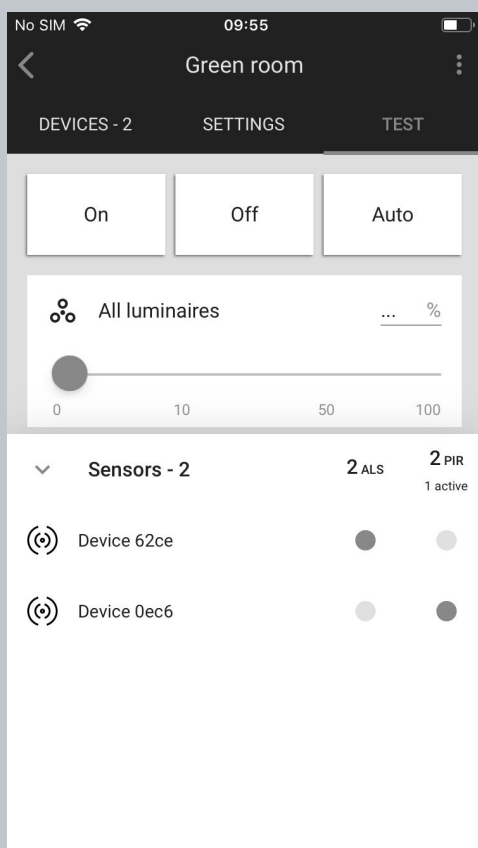 No SIM 09:55
Green room
DEVICES - 2 SETTINGS TEST
On Off Auto
All luminaires ... %
0 10 50 100
Sensors - 2 2 ALS 2 PIR
1 active
Device 62ce
Device 0ec6